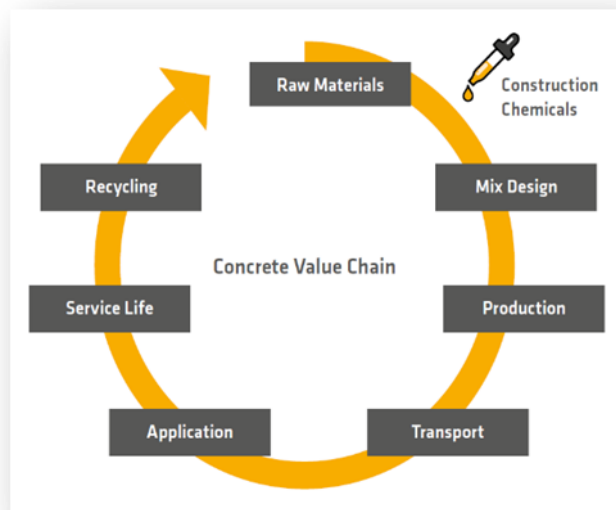 Raw Materials
Construction
Chemicals
Mix Design
Production
Transport
Application
Service Life
Recycling
Concrete Value Chain